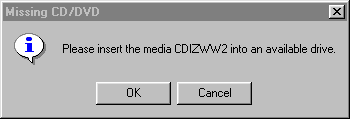 Missing CD/DVD
Please insert the media CDIZWW2 into an available drive.
OK
Cancel